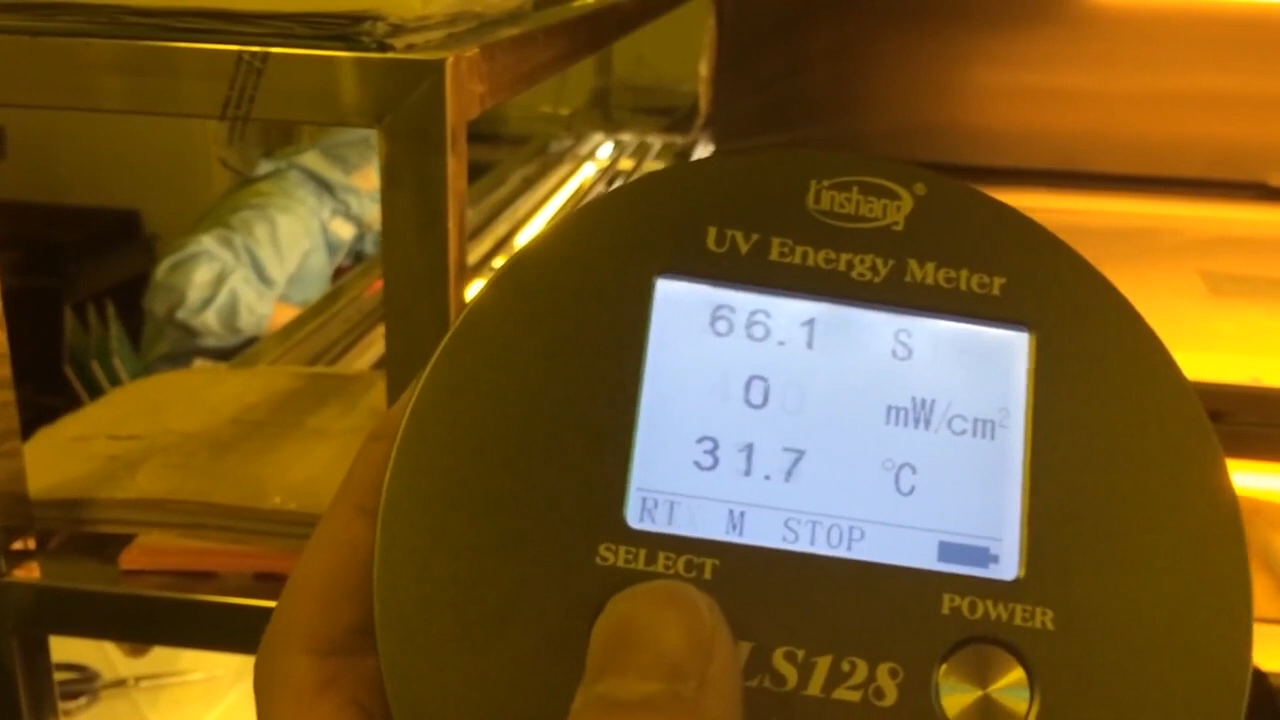 Linshang®
UV Energy Meter
66.1 S
0 mW/cm²
31.7 °C
RT M STOP
SELECT
POWER
LS128